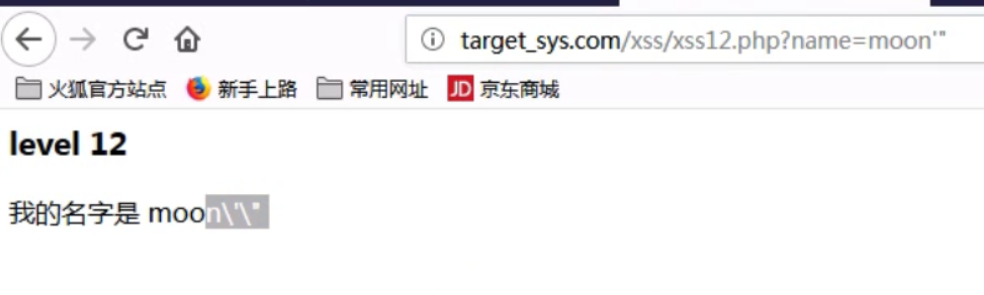 target_sys.com/xss/xss12.php?name=moon'"
火狐官方站点 新手上路 常用网址 JD 京东商城
level 12
我的名字是 moon\'\"